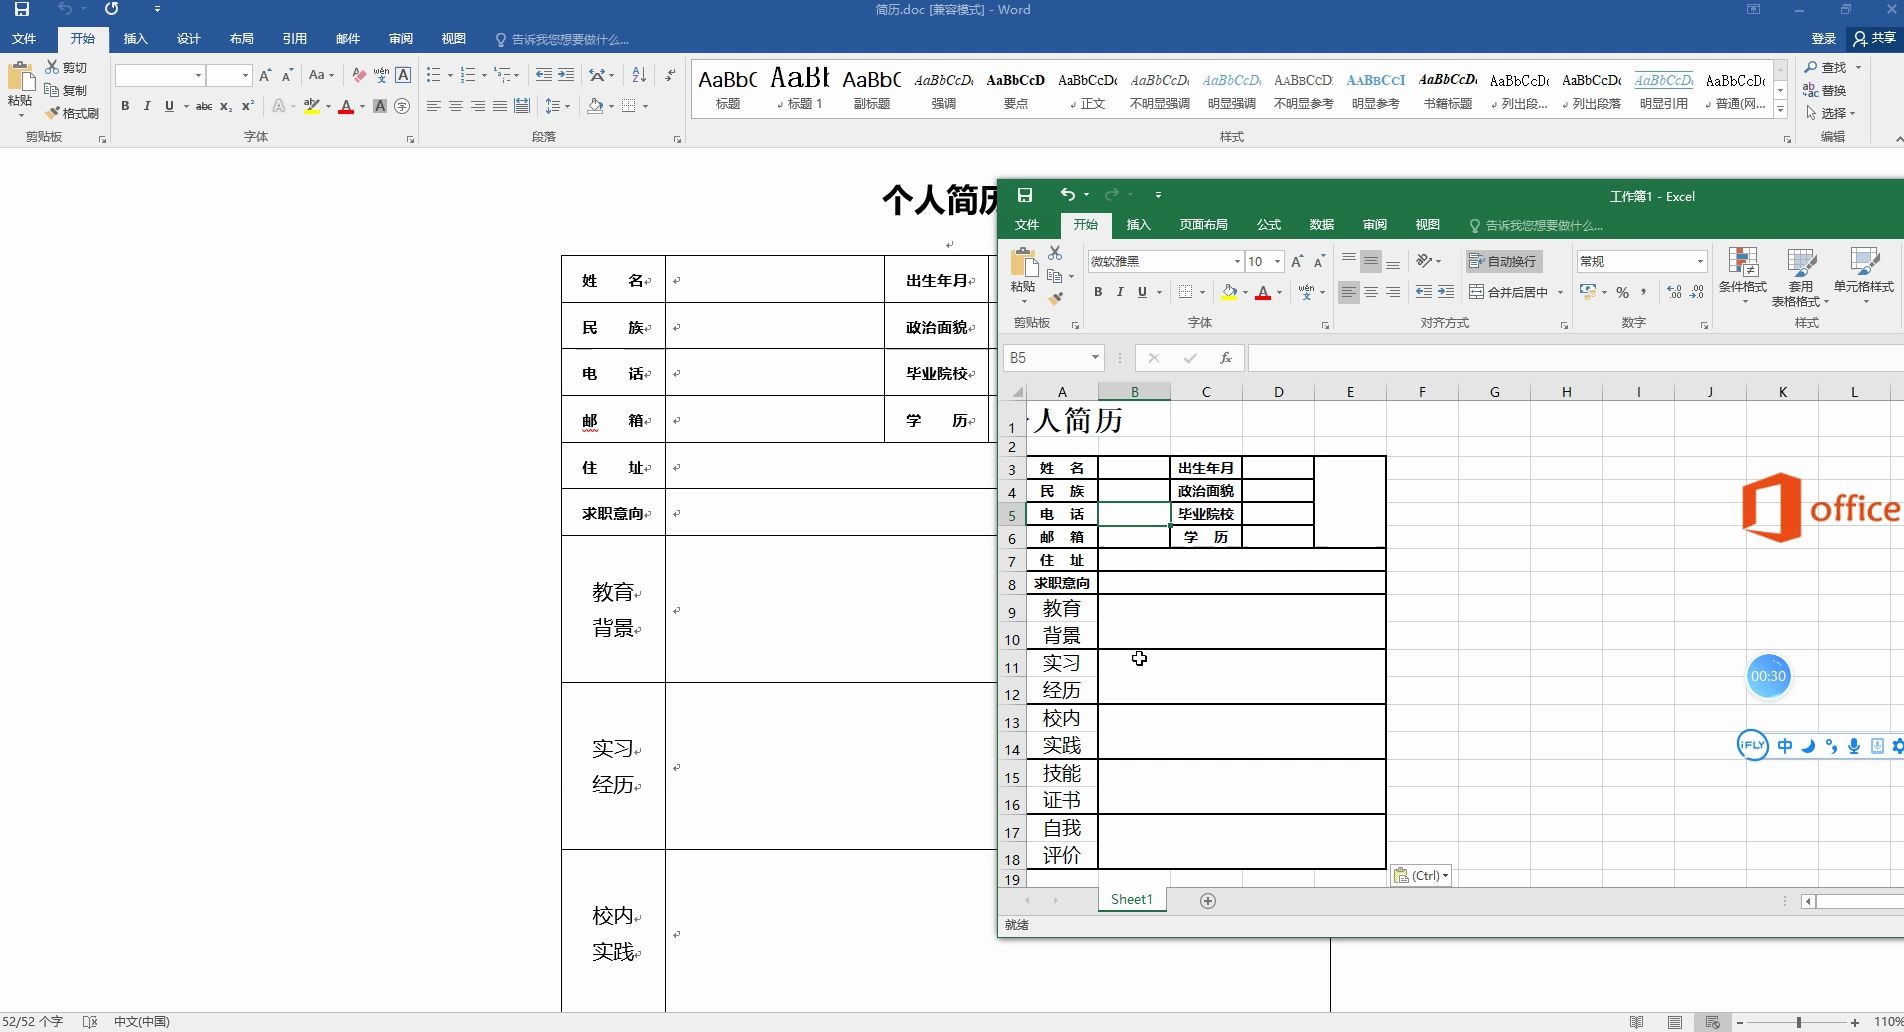 简历.doc [兼容模式] - Word
文件 开始 插入 设计 布局 引用 邮件 审阅 视图 告诉我您想要做什么... 登录 共享
粘贴 剪切 复制 格式刷
剪贴板 字体 段落 样式 编辑
AaBbC AaBl AaBbC AaBbCcDc AaBbCcD AaBbCcDc AaBbCcDc AaBbCcDc AaBbCcD AaBbCcI AaBbCcDc AaBbCcDc AaBbCcDc AaBbCcDc AaBbCcDc
标题 标题 1 副标题 强调 要点 正文 不明显强调 明显强调 不明显参考 明显参考 书籍标题 列出段... 列出段落 明显引用 普通(网...
查找
替换
选择
个人简历
姓 名 出生年月
民 族 政治面貌
电 话 毕业院校
邮 箱 学 历
住 址
求职意向
教育
背景
实习
经历
校内
实践
52/52 个字 中文(中国) 110%
工作簿1 - Excel
文件 开始 插入 页面布局 公式 数据 审阅 视图 告诉我您想要做什么...
粘贴 微软雅黑 10 自动换行 常规
B I U 合并后居中 % 条件格式 套用 表格格式 单元格样式
剪贴板 字体 对齐方式 数字 样式
B5 fx
A B C D E F G H I J K L
1 人简历
2
3 姓 名 出生年月
4 民 族 政治面貌
5 电 话 毕业院校
6 邮 箱 学 历
7 住 址
8 求职意向
9 教育
10 背景
11 实习
12 经历
13 校内
14 实践
15 技能
16 证书
17 自我
18 评价
19
(Ctrl)
Sheet1
就绪
office
00:30
iFLY 中